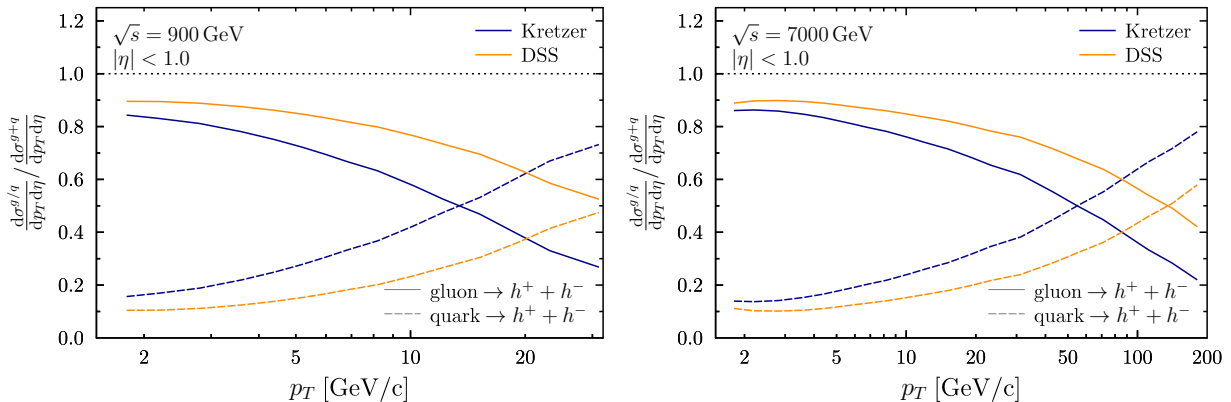 √s = 900 GeV
|η| < 1.0
Kretzer
DSS
gluon → h⁺ + h⁻
quark → h⁺ + h⁻
dσ^{g/q}/dp_T dη / dσ^{g+q}/dp_T dη
1.2
1.0
0.8
0.6
0.4
0.2
0.0
2 5 10 20
p_T [GeV/c]
√s = 7000 GeV
|η| < 1.0
Kretzer
DSS
gluon → h⁺ + h⁻
quark → h⁺ + h⁻
dσ^{g/q}/dp_T dη / dσ^{g+q}/dp_T dη
1.2
1.0
0.8
0.6
0.4
0.2
0.0
2 5 10 20 50 100 200
p_T [GeV/c]